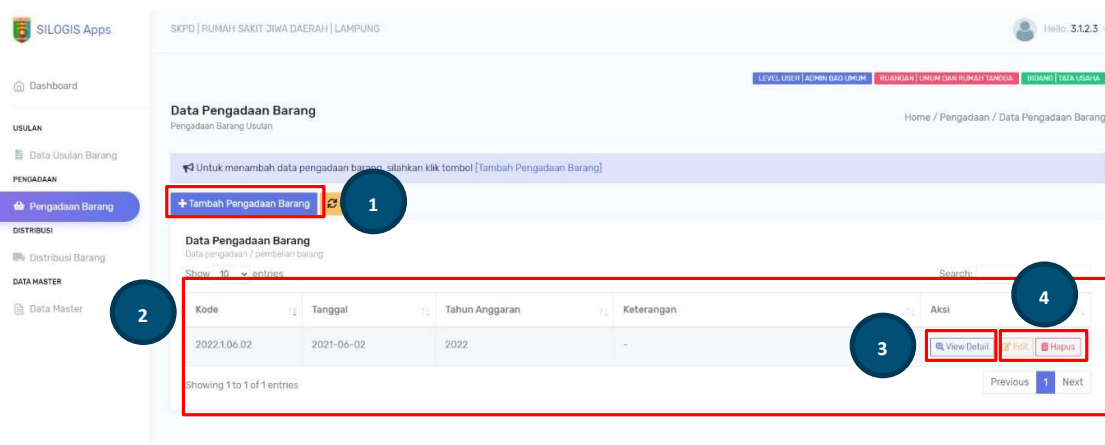 SILOGIS Apps
SKPD | RUMAH SAKIT JIWA DAERAH | LAMPUNG
Hello, 3.1.2.3
Dashboard
LEVEL USER | ADMIN BAG UMUM
RUANGAN | UMUM DAN RUMAH TANGGA
BIDANG | TATA USAHA
Data Pengadaan Barang
Pengadaan Barang Usulan
Home / Pengadaan / Data Pengadaan Barang
USULAN
Data Usulan Barang
PENGADAAN
Pengadaan Barang
DISTRIBUSI
Distribusi Barang
DATA MASTER
Data Master
Untuk menambah data pengadaan barang, silahkan klik tombol [Tambah Pengadaan Barang]
+ Tambah Pengadaan Barang
1
Data Pengadaan Barang
Data pengadaan / pembelian barang
Show 10 entries
Search:
2
4
Kode Tanggal Tahun Anggaran Keterangan Aksi
3
2022.1.06.02 2021-06-02 2022 - View Detail Edit Hapus
Showing 1 to 1 of 1 entries
Previous 1 Next